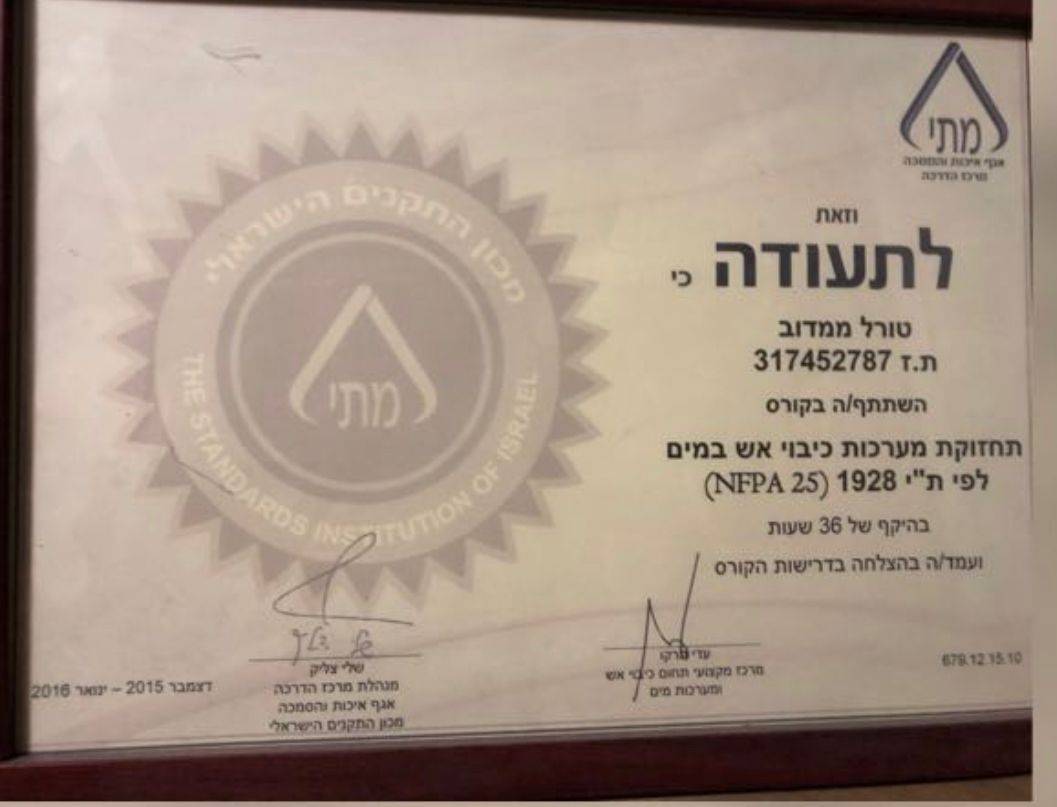 מתי
אגף איכות והסמכה
מרכז הדרכה
וזאת
לתעודה כי
טורל ממדוב
ת.ז 317452787
השתתף/ה בקורס
תחזוקת מערכות כיבוי אש במים
לפי ת"י 1928 (NFPA 25)
בהיקף של 36 שעות
ועמד/ה בהצלחה בדרישות הקורס
מכון התקנים הישראלי
מתי
THE STANDARDS INSTITUTION OF ISRAEL
עדי
מרכז מקצועי תחום כיבוי אש
ומערכות מים
679.12.15.10
שלי צליק
מנהלת מרכז הדרכה
אגף איכות והסמכה
מכון התקנים הישראלי
דצמבר 2015 – ינואר 2016